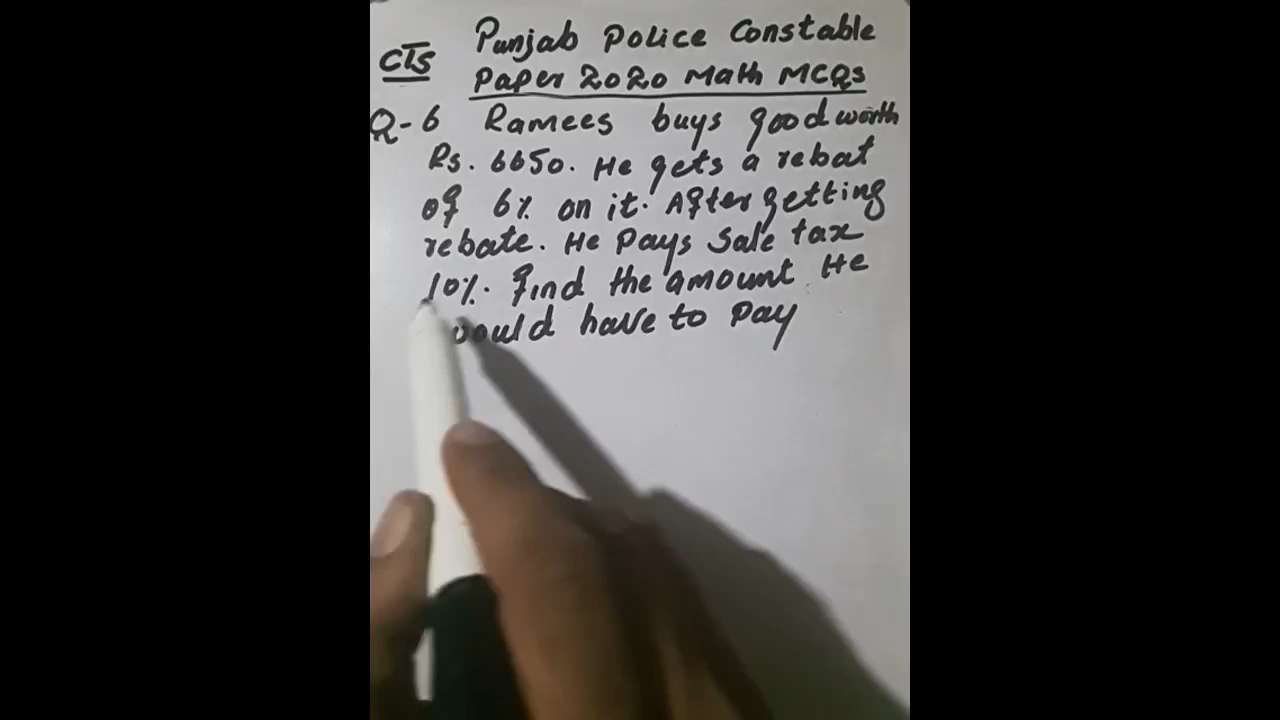 CTS Punjab Police Constable
Paper 2020 Math MCQs
Q-6 Ramees buys good worth
Rs. 6650. He gets a rebat
of 6% on it. After getting
rebate. He Pays Sale tax
10%. find the amount He
would have to Pay